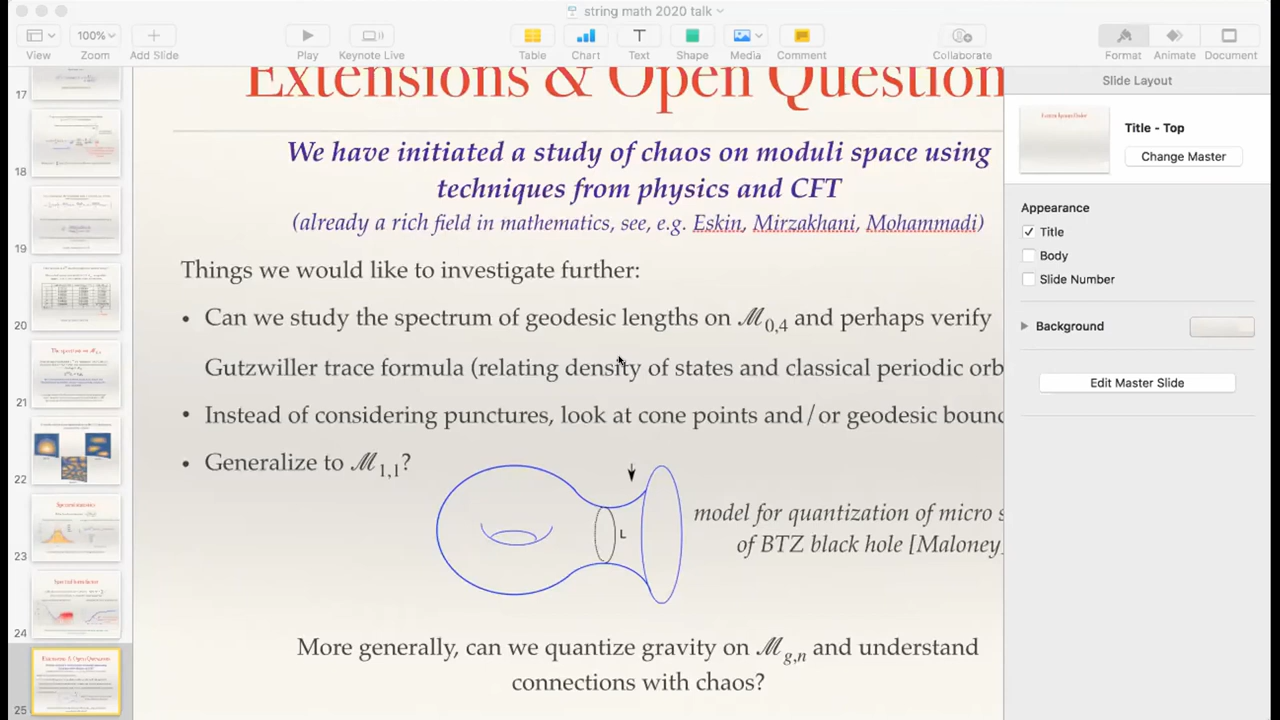 string math 2020 talk
100%
View
Zoom
Add Slide
Play
Keynote Live
Table
Chart
Text
Shape
Media
Comment
Collaborate
Format
Animate
Document
17
18
19
20
21
22
23
24
25
Extensions & Open Question
We have initiated a study of chaos on moduli space using
techniques from physics and CFT
(already a rich field in mathematics, see, e.g. Eskin, Mirzakhani, Mohammadi)
Things we would like to investigate further:
• Can we study the spectrum of geodesic lengths on ℳ0,4 and perhaps verify
Gutzwiller trace formula (relating density of states and classical periodic orb
• Instead of considering punctures, look at cone points and/or geodesic bound
• Generalize to ℳ1,1?
L
model for quantization of micro s
of BTZ black hole [Maloney]
More generally, can we quantize gravity on ℳg,n and understand
connections with chaos?
Slide Layout
Title - Top
Change Master
Appearance
Title
Body
Slide Number
Background
Edit Master Slide